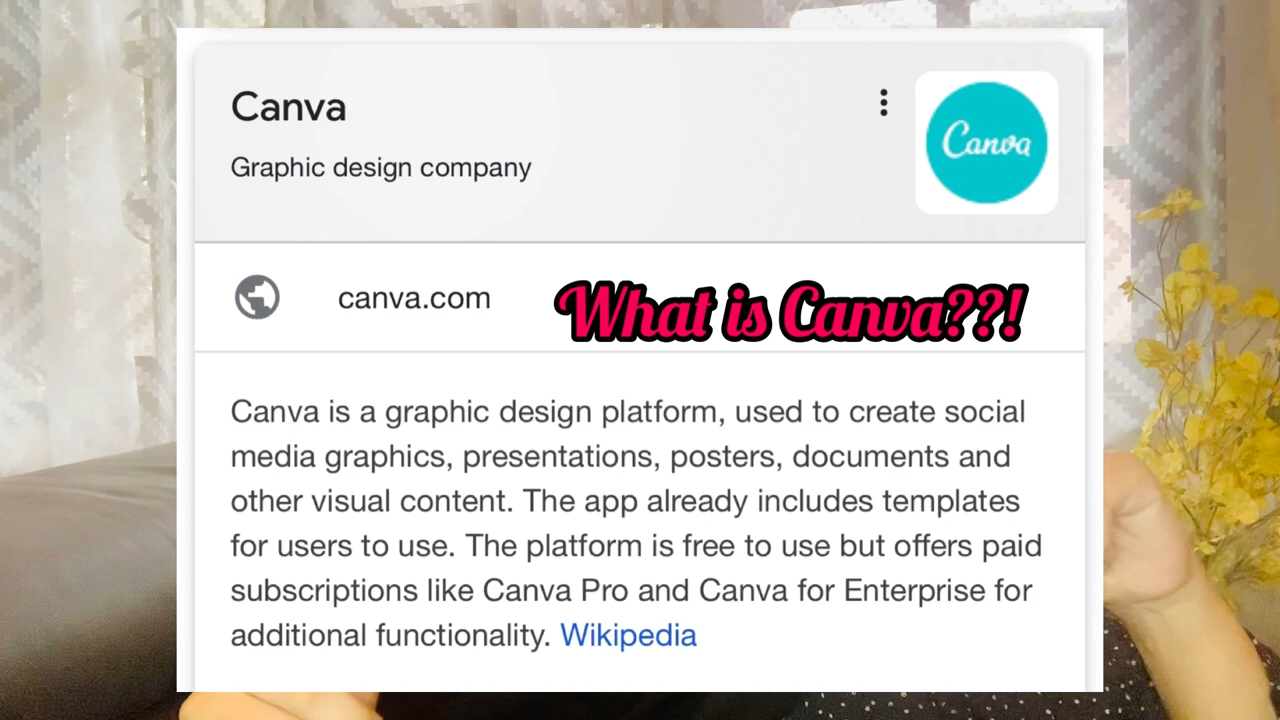 Canva
Graphic design company
Canva
canva.com
What is Canva??!
Canva is a graphic design platform, used to create social
media graphics, presentations, posters, documents and
other visual content. The app already includes templates
for users to use. The platform is free to use but offers paid
subscriptions like Canva Pro and Canva for Enterprise for
additional functionality. Wikipedia